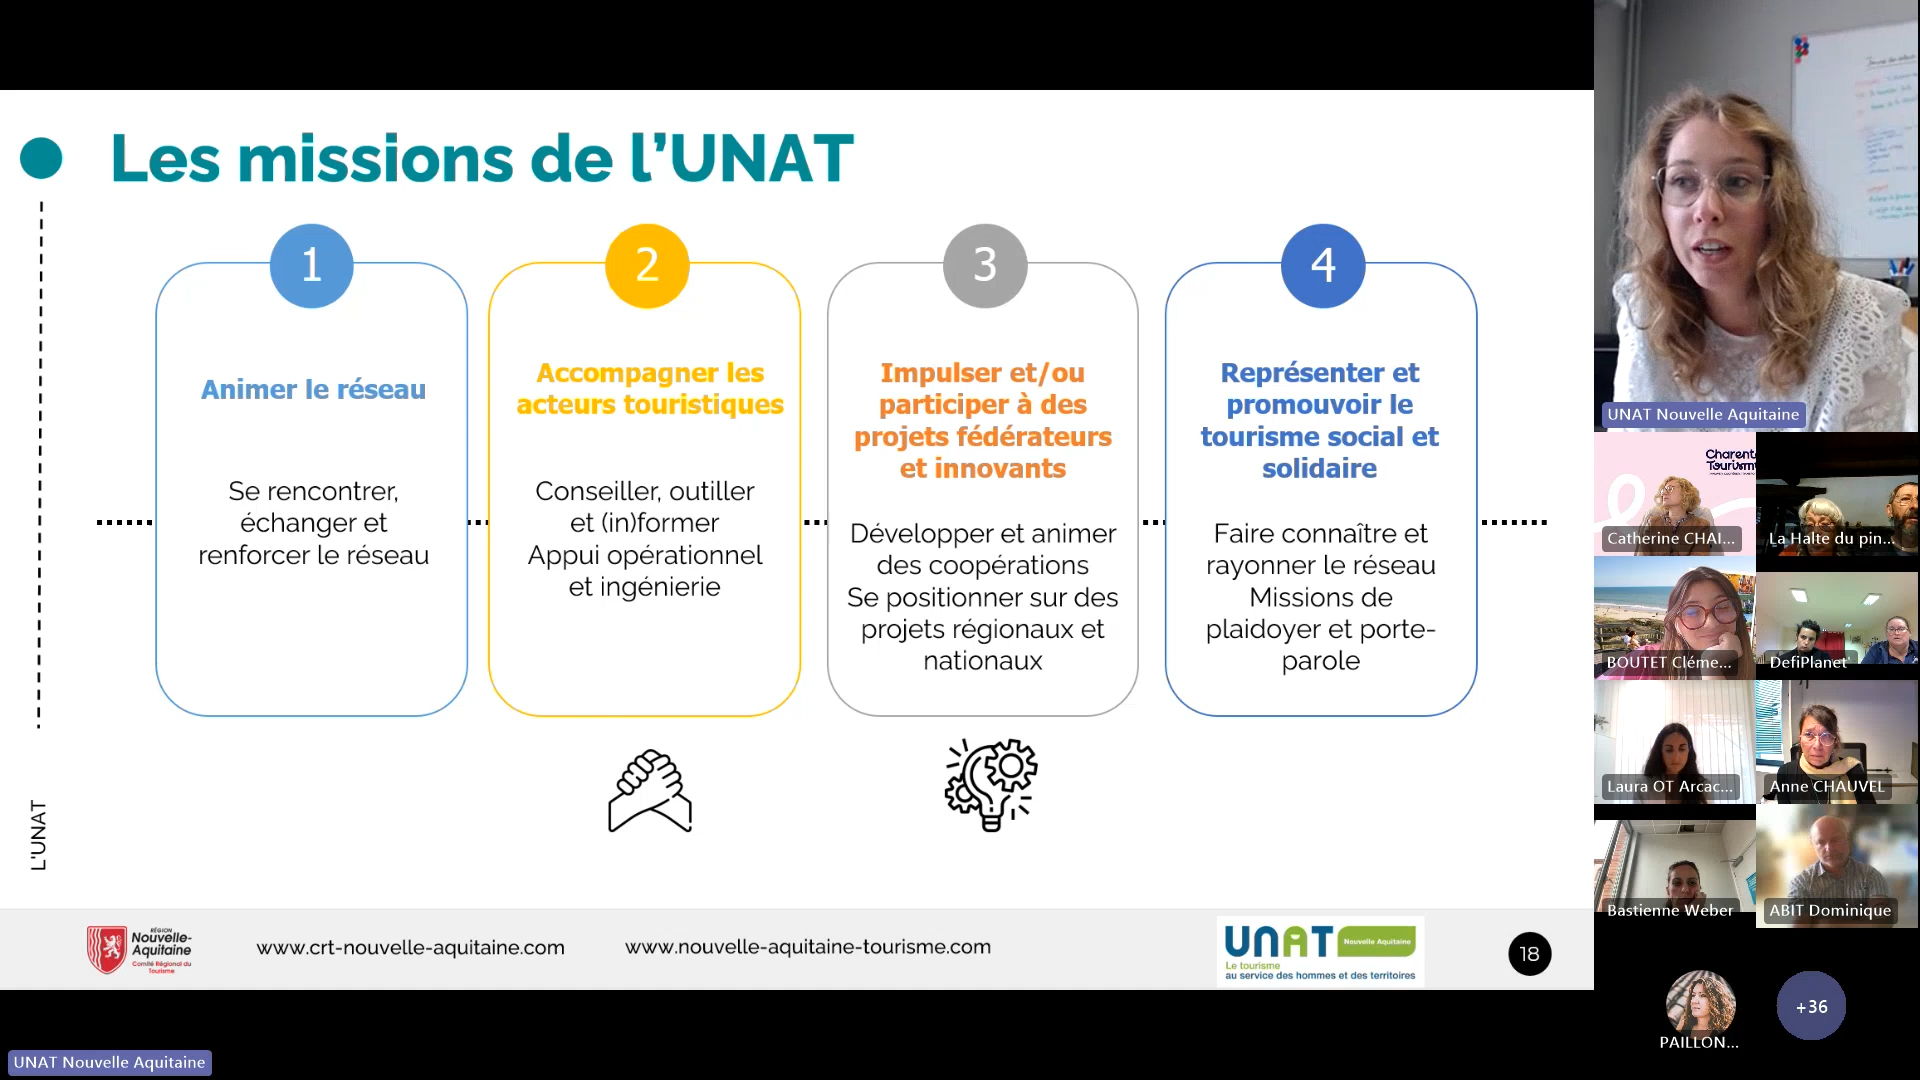 Les missions de l’UNAT
1
Animer le réseau
Se rencontrer,
échanger et
renforcer le réseau
2
Accompagner les
acteurs touristiques
Conseiller, outiller
et (in)former
Appui opérationnel
et ingénierie
3
Impulser et/ou
participer à des
projets fédérateurs
et innovants
Développer et animer
des coopérations
Se positionner sur des
projets régionaux et
nationaux
4
Représenter et
promouvoir le
tourisme social et
solidaire
Faire connaître et
rayonner le réseau
Missions de
plaidoyer et porte-
parole
L'UNAT
RÉGION
Nouvelle-
Aquitaine
Comité Régional du
Tourisme
www.crt-nouvelle-aquitaine.com
www.nouvelle-aquitaine-tourisme.com
UNAT Nouvelle Aquitaine
Le tourisme
au service des hommes et des territoires
18
UNAT Nouvelle Aquitaine
UNAT Nouvelle Aquitaine
Catherine CHAI...
La Halte du pin...
BOUTET Cléme...
DefiPlanet'
Laura OT Arcac...
Anne CHAUVEL
Bastienne Weber
ABIT Dominique
PAILLON...
+36